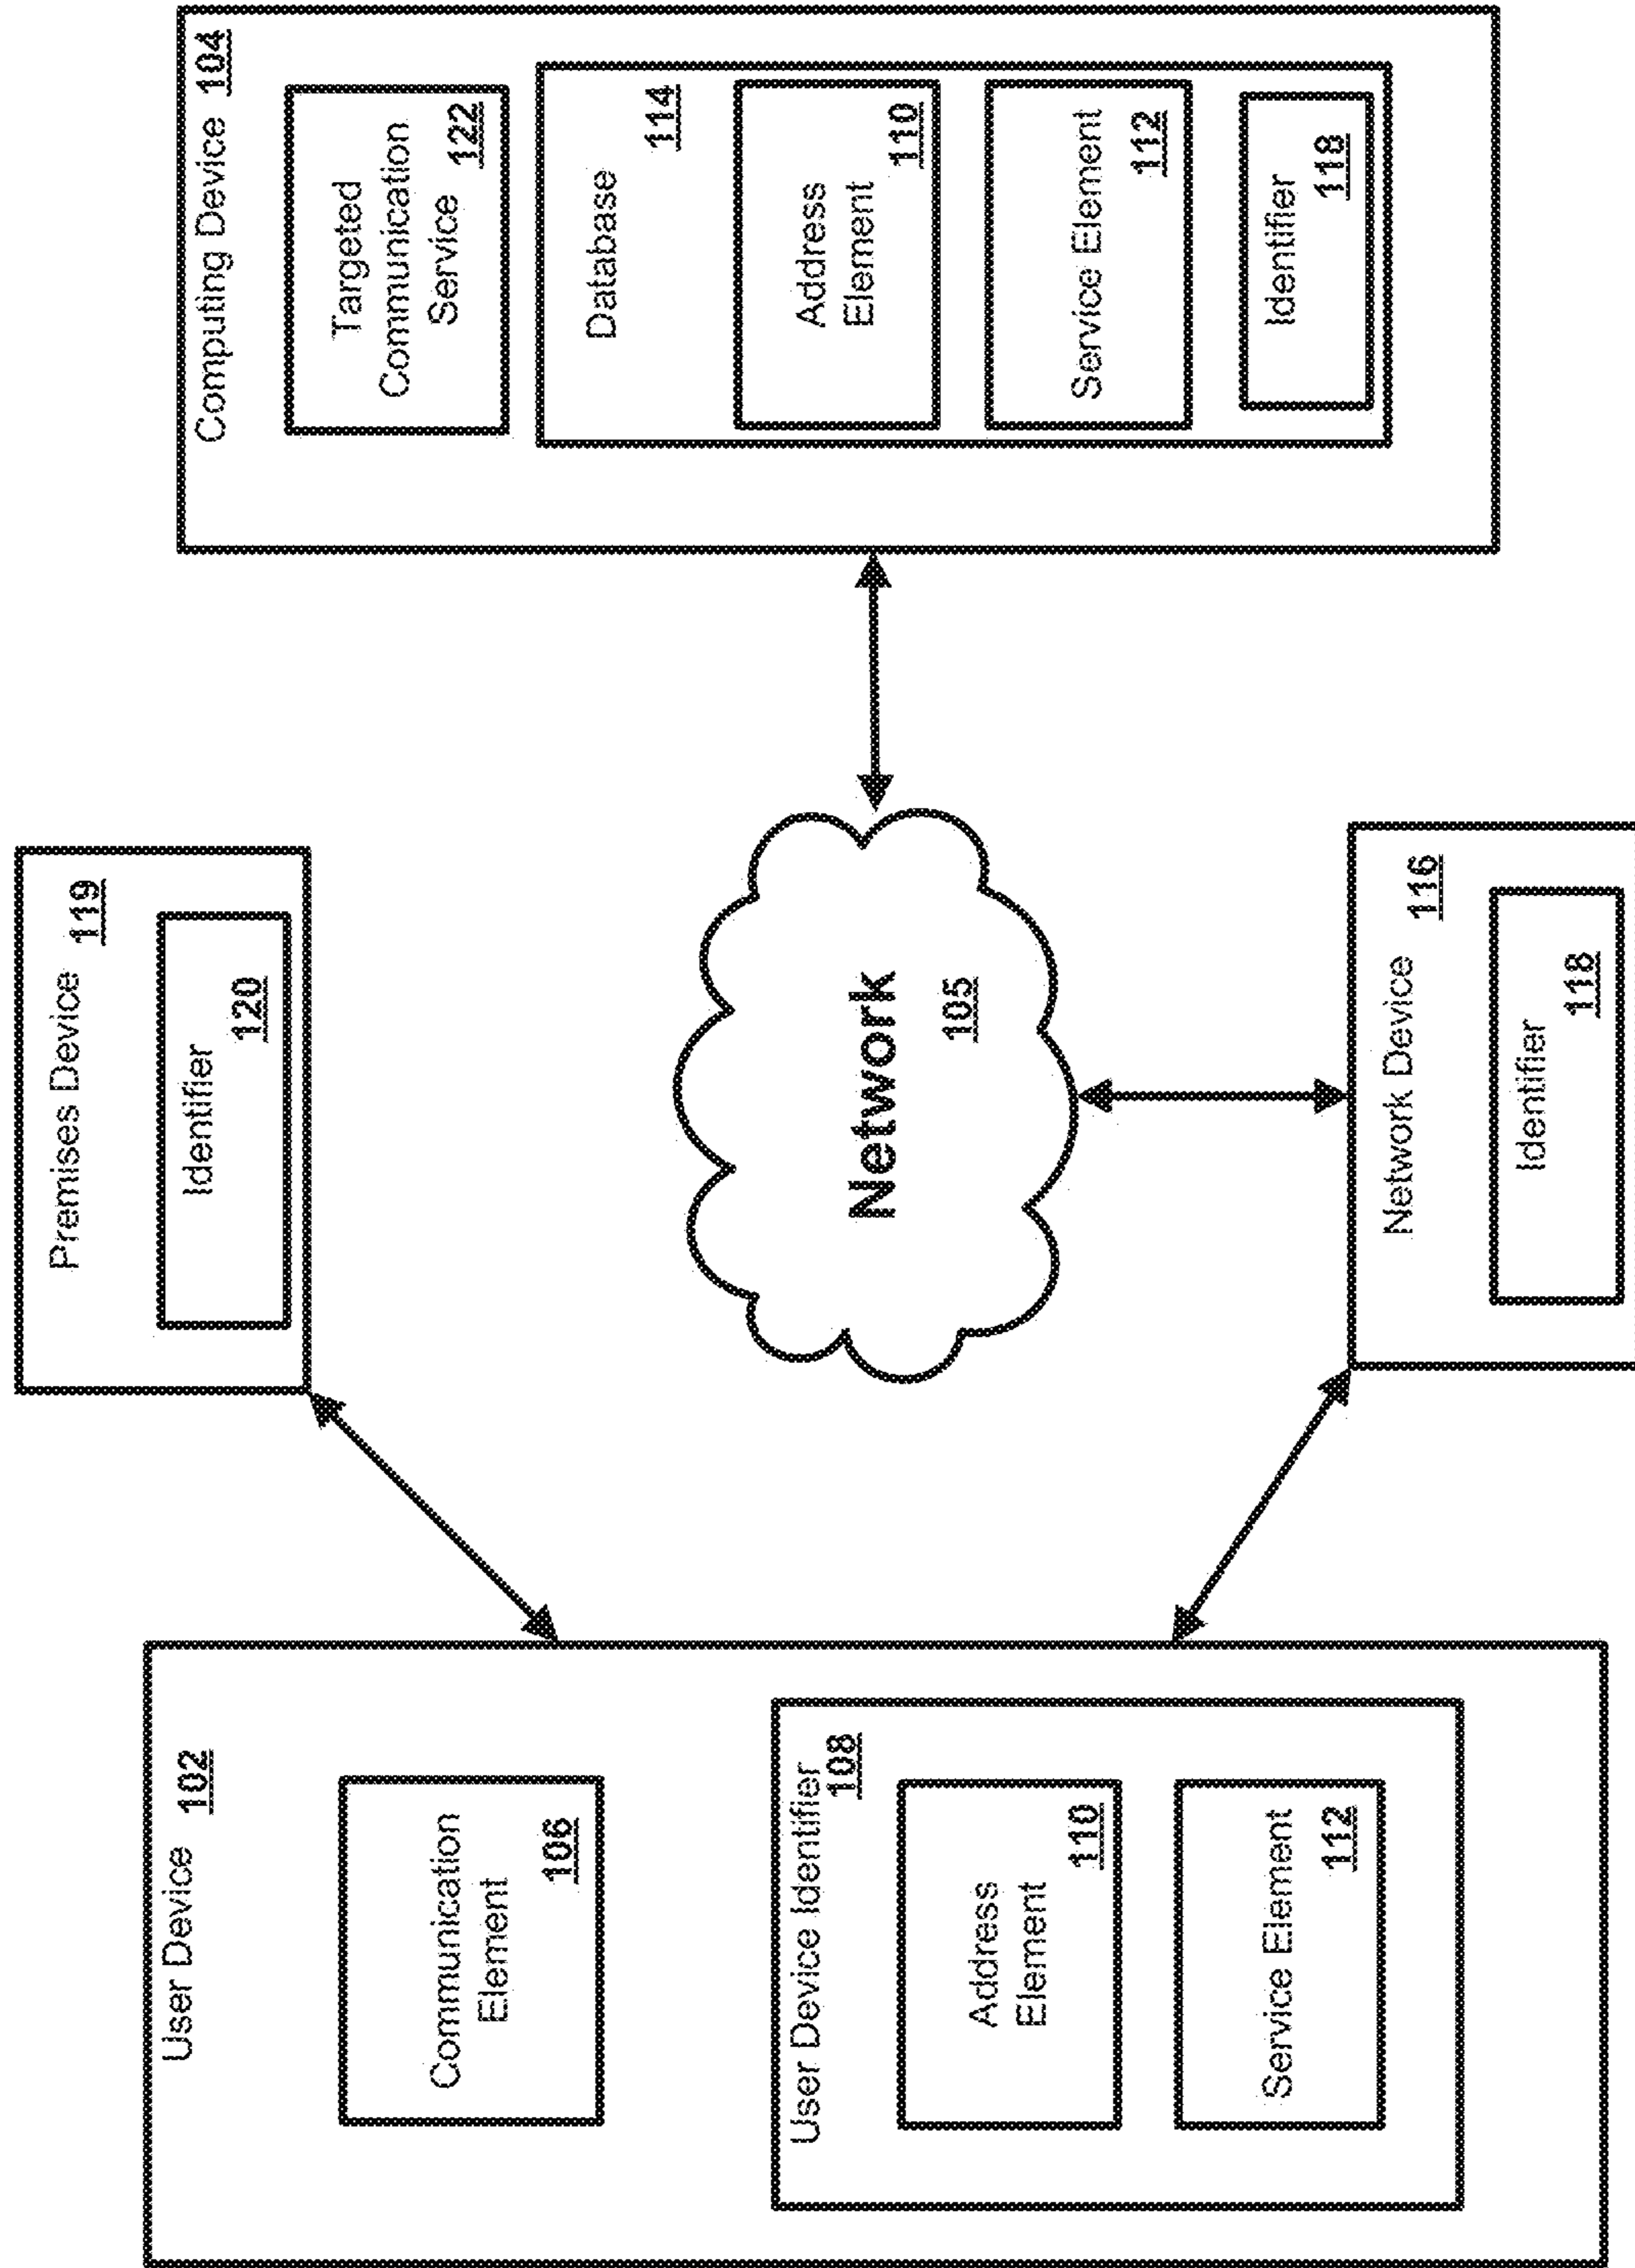 User Device 102
Communication
Element
106
User Device Identifier
108
Address
Element
110
Service Element
112
Premises Device 119
Identifier
120
Network
105
Network Device 116
Identifier
118
Computing Device 104
Targeted
Communication
Service 122
Database 114
Address
Element
110
Service Element
112
Identifier
118